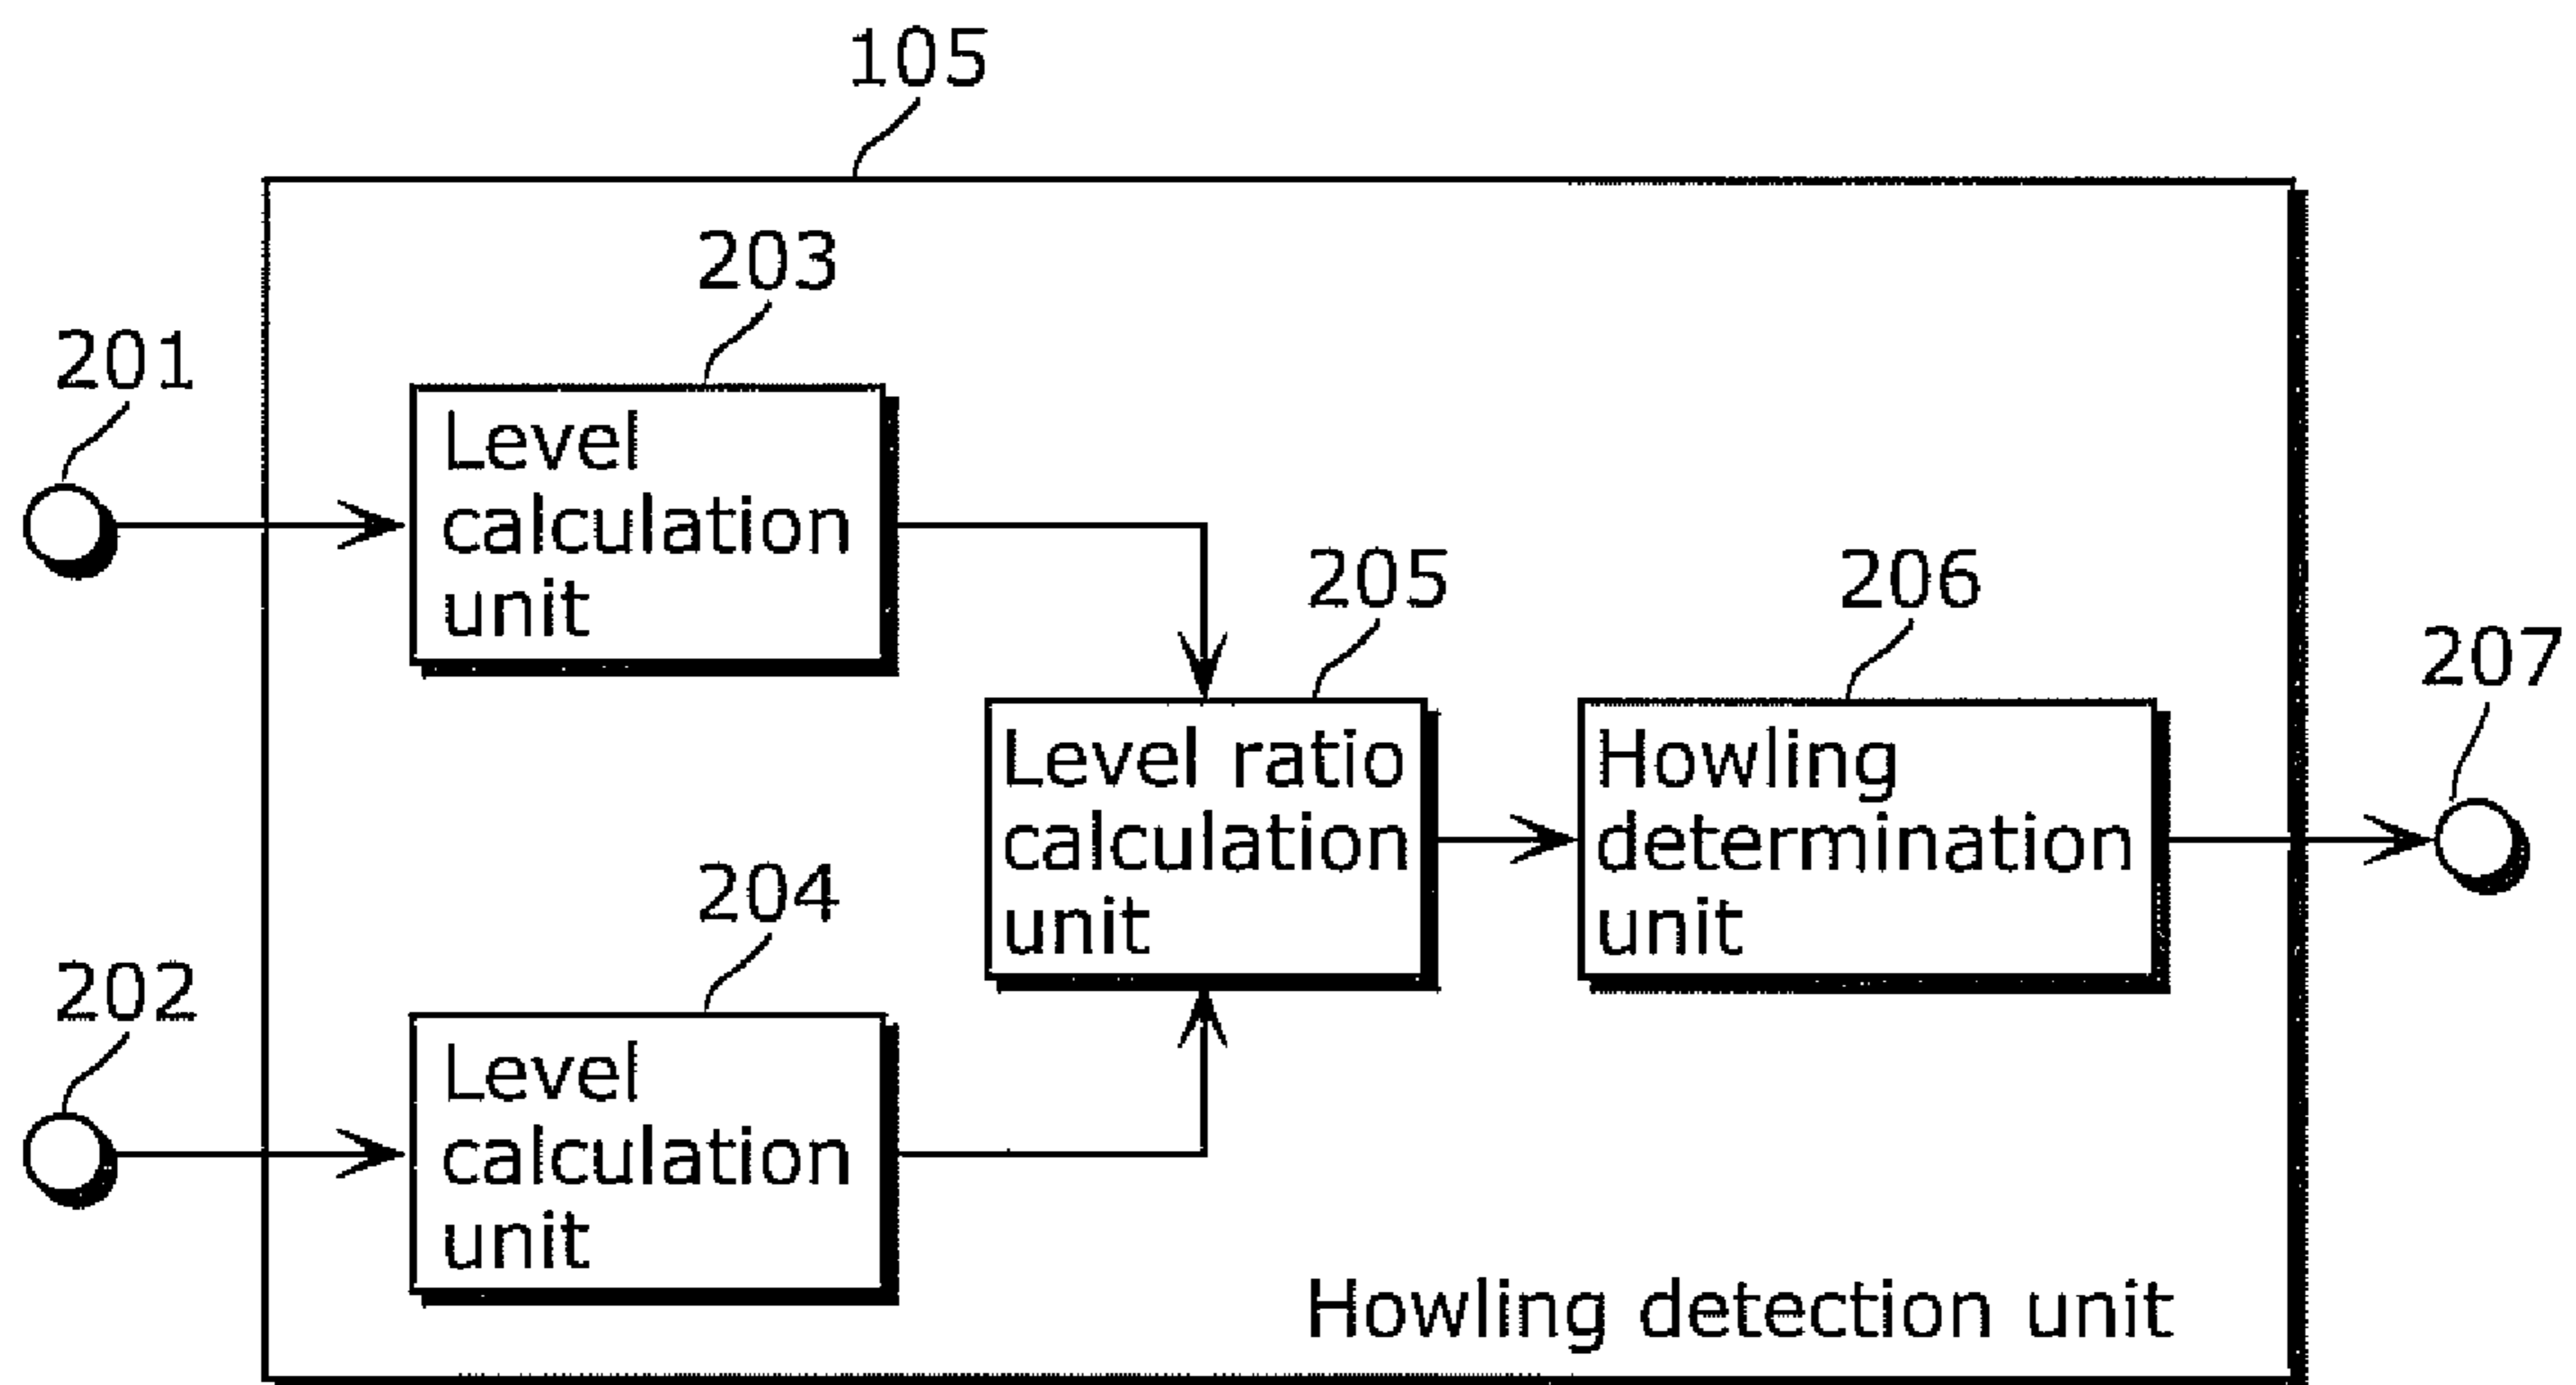 105
203
201
Level
calculation
unit
205
206
207
Level ratio
calculation
unit
Howling
determination
unit
204
202
Level
calculation
unit
Howling detection unit